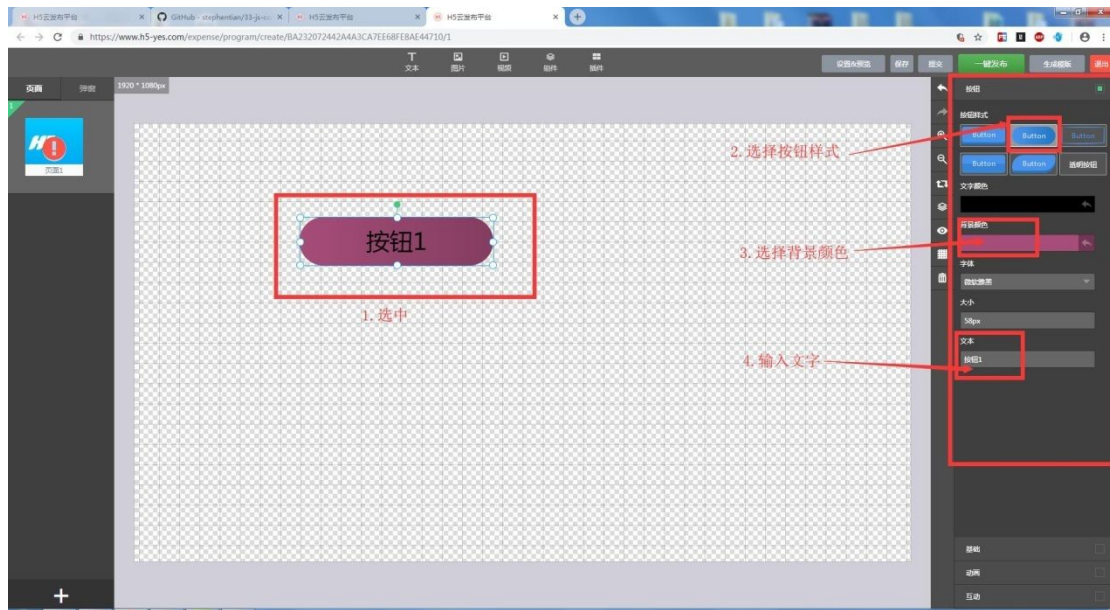 H5云发布平台
GitHub - stephentian/33-js-co
H5云发布平台
H5云发布平台
https://www.h5-yes.com/expense/program/create/BA232072442A4A3CA7EE68FE8AE44710/1
文本 图片 视频 组件 插件
设置&预览 保存 提交 一键发布 生成模板 退出
页面 弹窗
1920 * 1080px
1
页面1
按钮1
1.选中
2.选择按钮样式
3.选择背景颜色
4.输入文字
按钮
按钮样式
Button Button Button
Button Button 透明按钮
文字颜色
背景颜色
字体
微软雅黑
大小
58px
文本
按钮1
基础
动画
互动